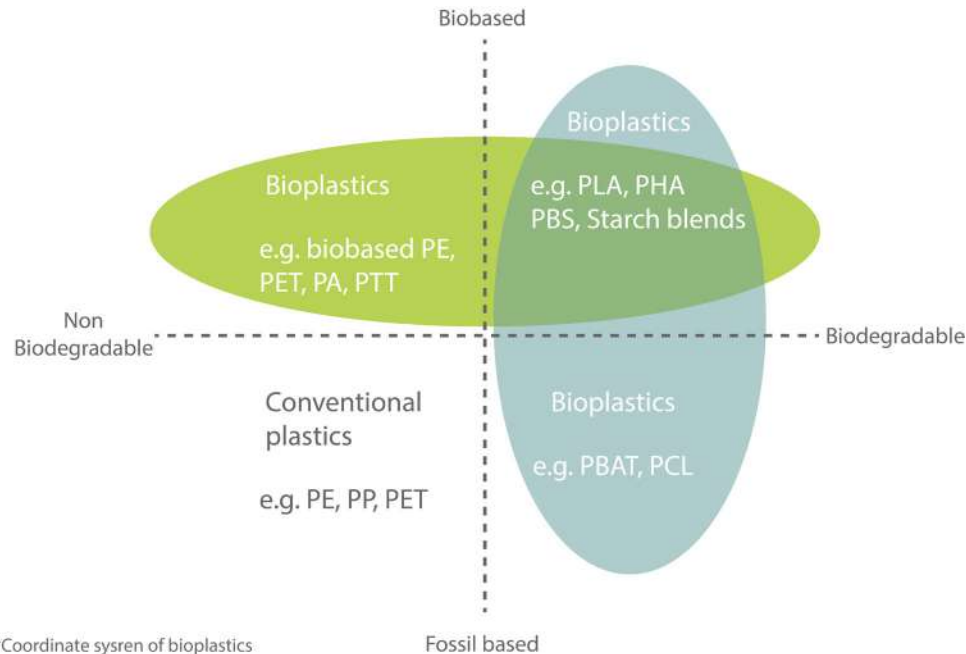 Biobased
Bioplastics
Bioplastics
e.g. PLA, PHA
PBS, Starch blends
e.g. biobased PE,
PET, PA, PTT
Non
Biodegradable
Biodegradable
Conventional
plastics
Bioplastics
e.g. PBAT, PCL
e.g. PE, PP, PET
Coordinate sysren of bioplastics
Fossil based